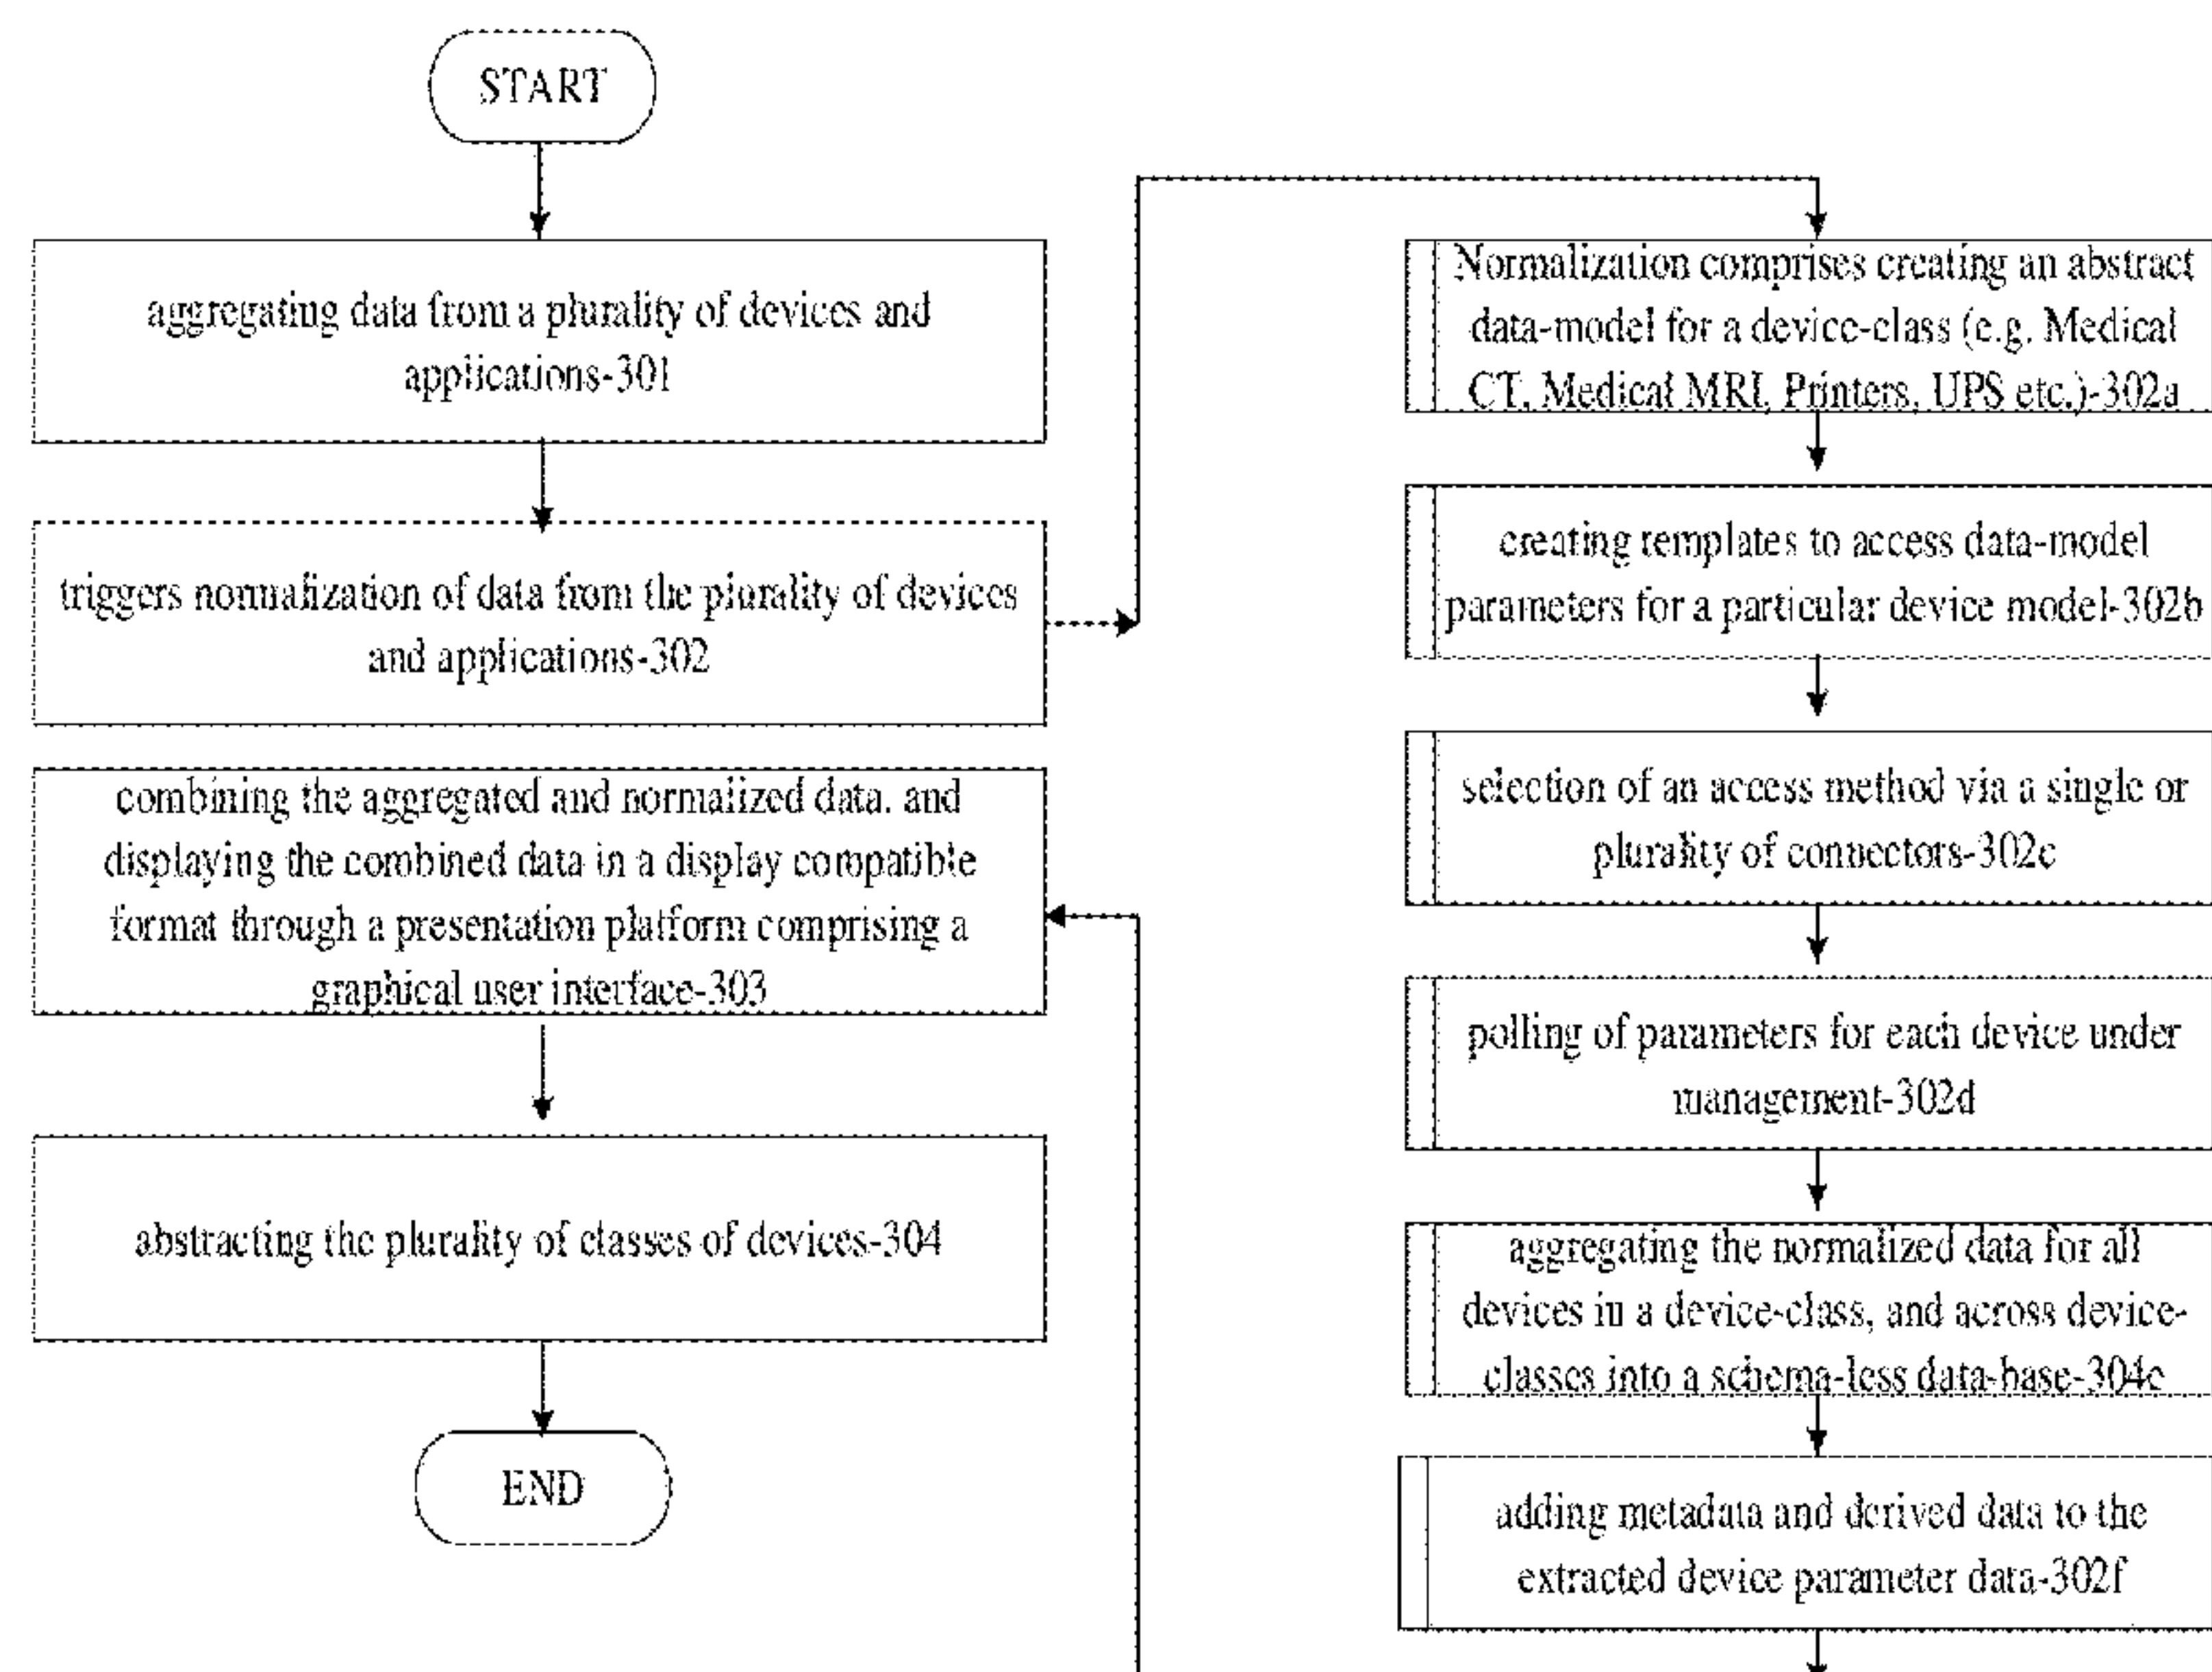 START
aggregating data from a plurality of devices and
applications-301
triggers normalization of data from the plurality of devices
and applications-302
combining the aggregated and normalized data. and
displaying the combined data in a display compatible
format through a presentation platform comprising a
graphical user interface-303
abstracting the plurality of classes of devices-304
END
Normalization comprises creating an abstract
data-model for a device-class (e.g. Medical
CT, Medical MRI, Printers, UPS etc.)-302a
creating templates to access data-model
parameters for a particular device model-302b
selection of an access method via a single or
plurality of connectors-302c
polling of parameters for each device under
management-302d
aggregating the normalized data for all
devices in a device-class, and across device-
classes into a schema-less data-base-304e
adding metadata and derived data to the
extracted device parameter data-302f